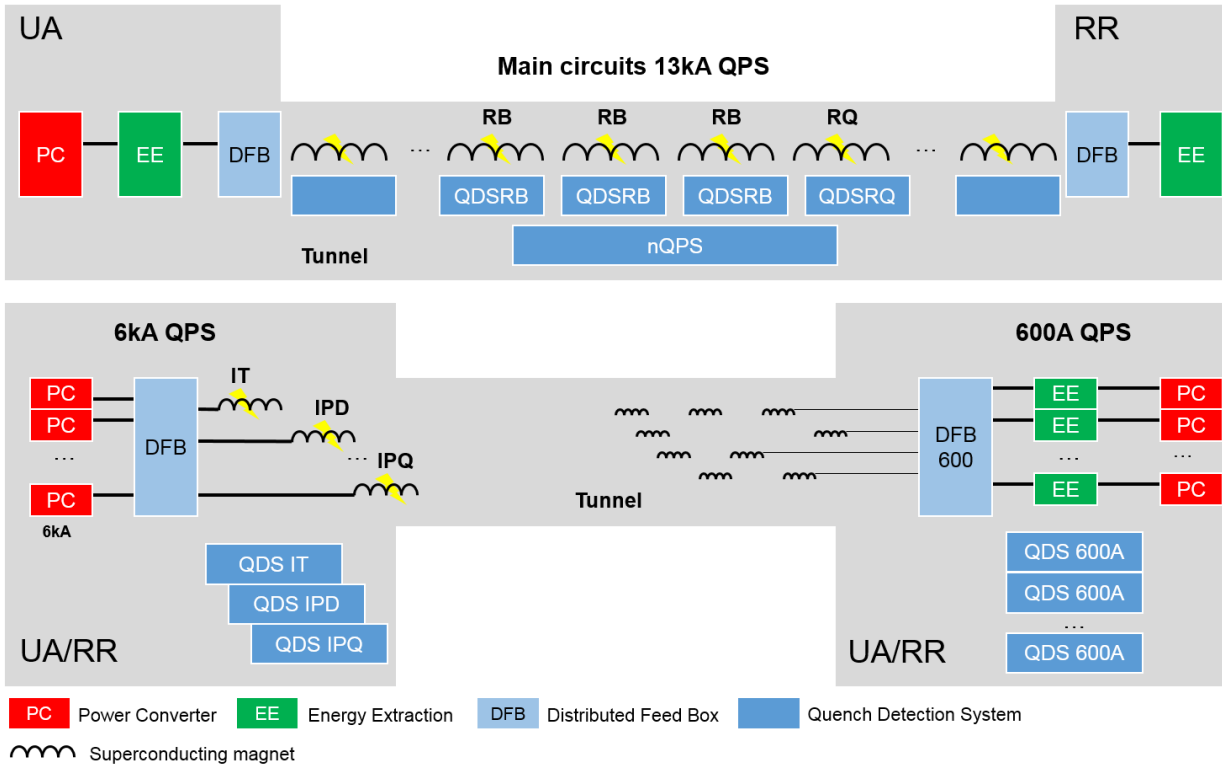 UA
RR
Main circuits 13kA QPS
RB RB RB RQ
PC EE DFB ... ... DFB EE
QDSRB QDSRB QDSRB QDSRQ
nQPS
Tunnel
6kA QPS
600A QPS
IT
PC
IPD
PC
DFB
...
...
IPQ
PC
6kA
Tunnel
DFB
600
EE PC
EE PC
... ...
EE PC
QDS IT
QDS IPD
QDS IPQ
UA/RR
QDS 600A
QDS 600A
...
QDS 600A
UA/RR
PC Power Converter EE Energy Extraction DFB Distributed Feed Box Quench Detection System
Superconducting magnet